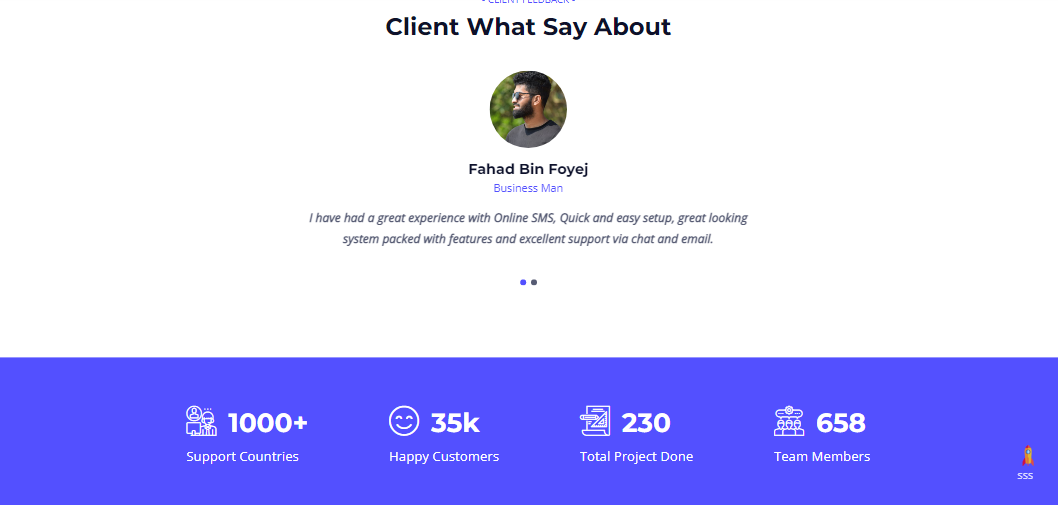 - CLIENT FEEDBACK -
Client What Say About
Fahad Bin Foyej
Business Man
I have had a great experience with Online SMS, Quick and easy setup, great looking
system packed with features and excellent support via chat and email.
1000+ 35k 230 658
Support Countries Happy Customers Total Project Done Team Members
sss